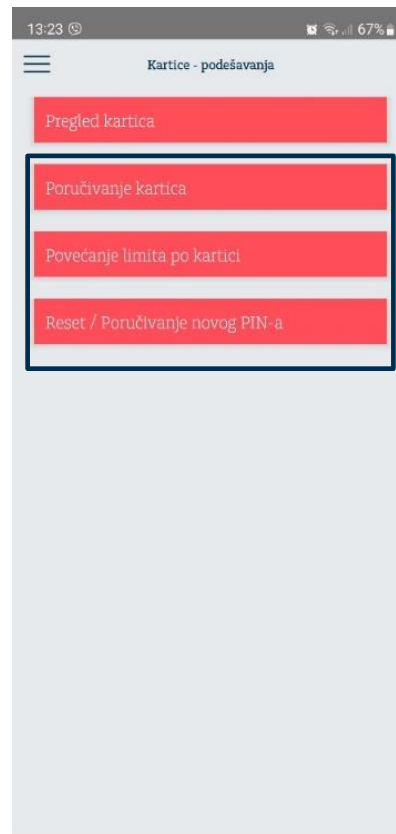 13:23 67%
Kartice - podešavanja
Pregled kartica
Poručivanje kartica
Povećanje limita po kartici
Reset / Poručivanje novog PIN-a